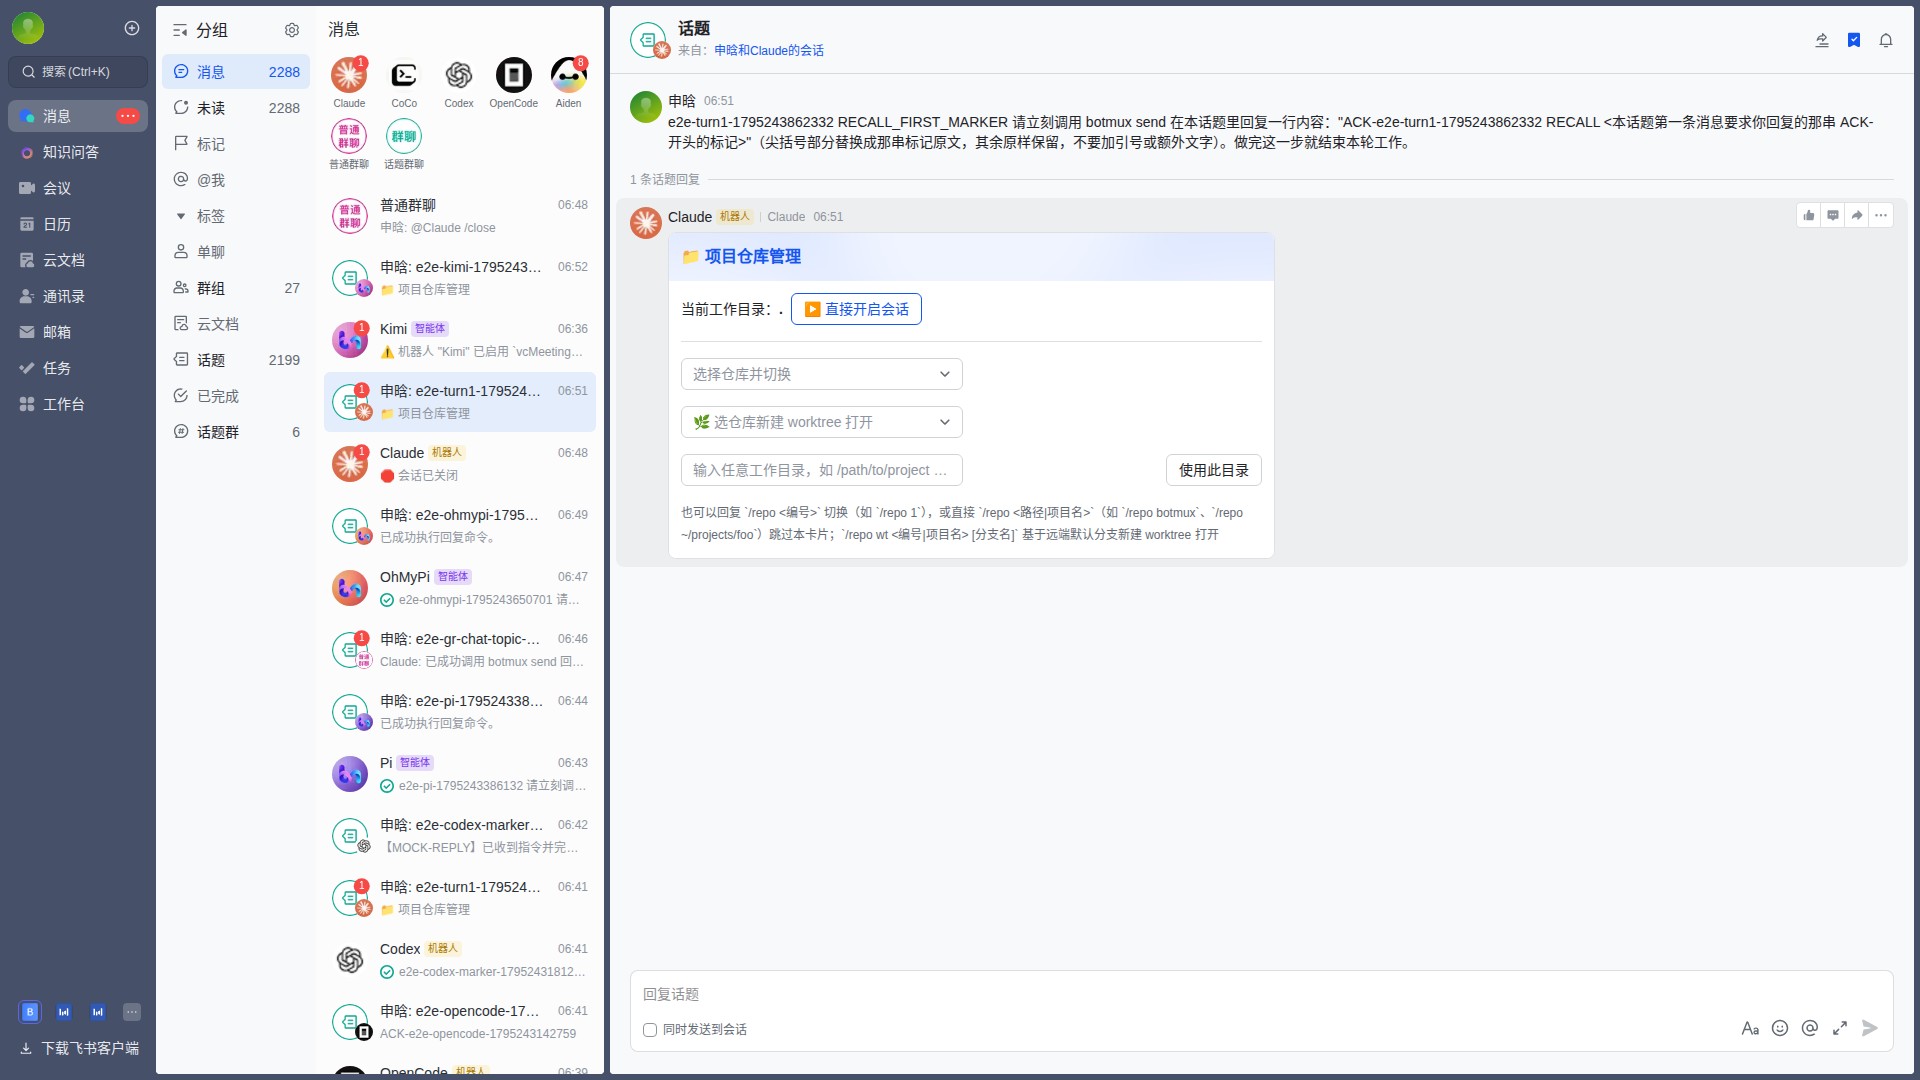 搜索 (Ctrl+K)
消息
知识问答
会议
日历
云文档
通讯录
邮箱
任务
工作台
下载飞书客户端
分组
消息 2288
未读 2288
标记
@我
标签
单聊
群组 27
云文档
话题 2199
已完成
话题群 6
消息
1
8
Claude
CoCo
Codex
OpenCode
Aiden
普通群聊
群聊
普通群聊
话题群聊
普通群聊
普通群聊 06:48
申晗: @Claude /close
申晗: e2e-kimi-1795243... 06:52
项目仓库管理
1
Kimi 智能体 06:36
机器人 "Kimi" 已启用 `vcMeeting...
1
申晗: e2e-turn1-179524... 06:51
项目仓库管理
1
Claude 机器人 06:48
会话已关闭
申晗: e2e-ohmypi-1795... 06:49
已成功执行回复命令。
OhMyPi 智能体 06:47
e2e-ohmypi-1795243650701 请...
1
申晗: e2e-gr-chat-topic-... 06:46
Claude: 已成功调用 botmux send 回...
申晗: e2e-pi-179524338... 06:44
已成功执行回复命令。
Pi 智能体 06:43
e2e-pi-1795243386132 请立刻调...
申晗: e2e-codex-marker... 06:42
【MOCK-REPLY】已收到指令并完...
1
申晗: e2e-turn1-179524... 06:41
项目仓库管理
Codex 机器人 06:41
e2e-codex-marker-17952431812...
申晗: e2e-opencode-17... 06:41
ACK-e2e-opencode-1795243142759
OpenCode 机器人 06:39
话题
来自：申晗和Claude的会话
申晗 06:51
e2e-turn1-1795243862332 RECALL_FIRST_MARKER 请立刻调用 botmux send 在本话题里回复一行内容："ACK-e2e-turn1-1795243862332 RECALL <本话题第一条消息要求你回复的那串 ACK-
开头的标记>"（尖括号部分替换成那串标记原文，其余原样保留，不要加引号或额外文字）。做完这一步就结束本轮工作。
1 条话题回复
Claude 机器人 | Claude 06:51
项目仓库管理
当前工作目录：. 直接开启会话
选择仓库并切换
选仓库新建 worktree 打开
输入任意工作目录，如 /path/to/project ... 使用此目录
也可以回复 `/repo <编号>` 切换（如 `/repo 1`），或直接 `/repo <路径|项目名>`（如 `/repo botmux`、`/repo
~/projects/foo`）跳过本卡片；`/repo wt <编号|项目名> [分支名]` 基于远端默认分支新建 worktree 打开
回复话题
同时发送到会话